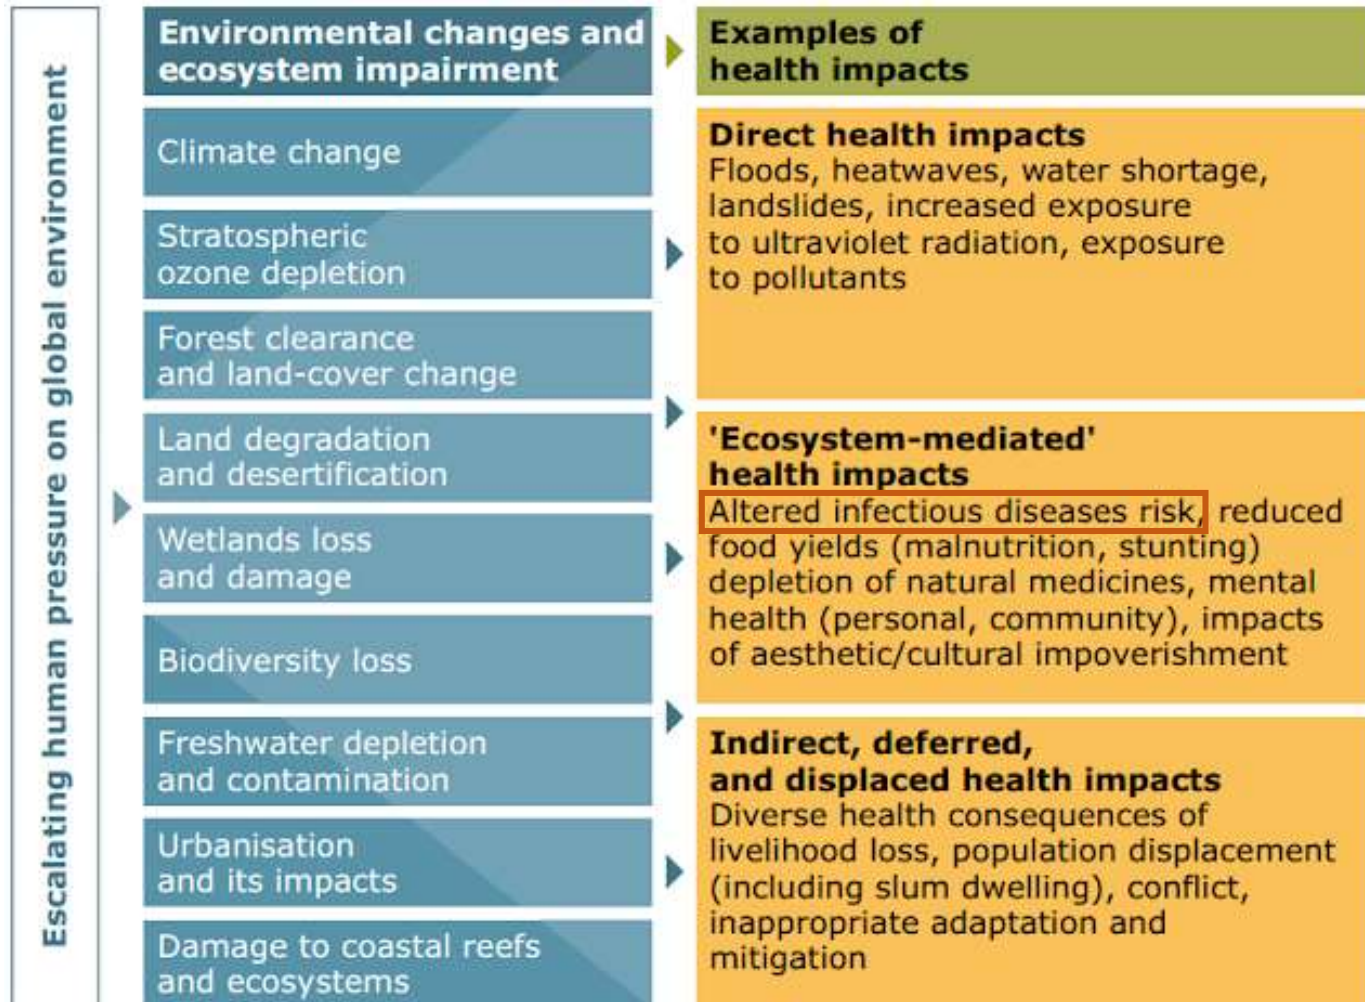 Escalating human pressure on global environment
Environmental changes and
ecosystem impairment
Climate change
Stratospheric
ozone depletion
Forest clearance
and land-cover change
Land degradation
and desertification
Wetlands loss
and damage
Biodiversity loss
Freshwater depletion
and contamination
Urbanisation
and its impacts
Damage to coastal reefs
and ecosystems
Examples of
health impacts
Direct health impacts
Floods, heatwaves, water shortage,
landslides, increased exposure
to ultraviolet radiation, exposure
to pollutants
'Ecosystem-mediated'
health impacts
Altered infectious diseases risk, reduced
food yields (malnutrition, stunting)
depletion of natural medicines, mental
health (personal, community), impacts
of aesthetic/cultural impoverishment
Indirect, deferred,
and displaced health impacts
Diverse health consequences of
livelihood loss, population displacement
(including slum dwelling), conflict,
inappropriate adaptation and
mitigation